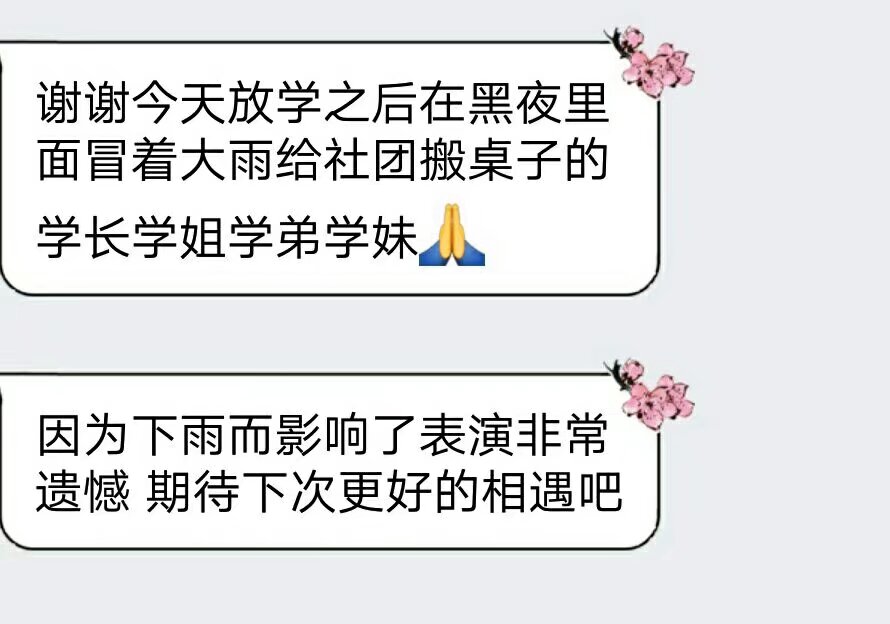 谢谢今天放学之后在黑夜里
面冒着大雨给社团搬桌子的
学长学姐学弟学妹🙏
因为下雨而影响了表演非常
遗憾 期待下次更好的相遇吧